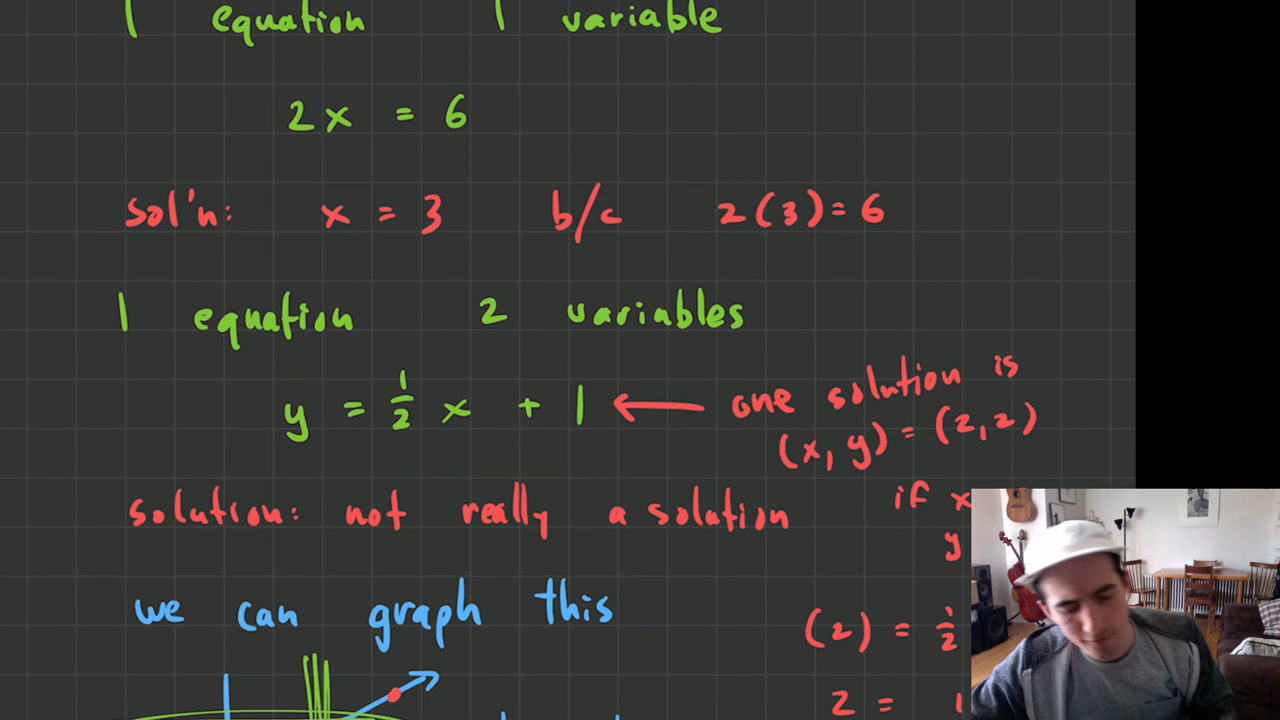 1 equation 1 variable
2x = 6
sol'n: x = 3 b/c 2(3)=6
1 equation 2 variables
y = 1/2 x + 1 ← one solution is
(x, y) = (2,2)
solution: not really a solution
if x
y
we can graph this
(2) = 1/2
2 = 1